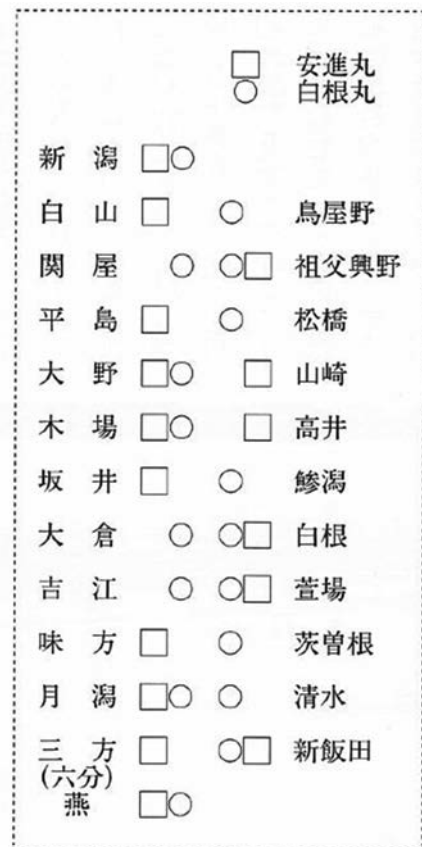 □ 安進丸
○ 白根丸
新潟 □○
白山 □ ○ 鳥屋野
関屋 ○ ○□ 祖父興野
平島 □ ○ 松橋
大野 □○ □ 山崎
木場 □○ □ 高井
坂井 □ ○ 鯵潟
大倉 ○ ○□ 白根
吉江 ○ ○□ 萱場
味方 □ ○ 茨曽根
月潟 □○ ○ 清水
三方 □ ○□ 新飯田
(六分)
燕 □○